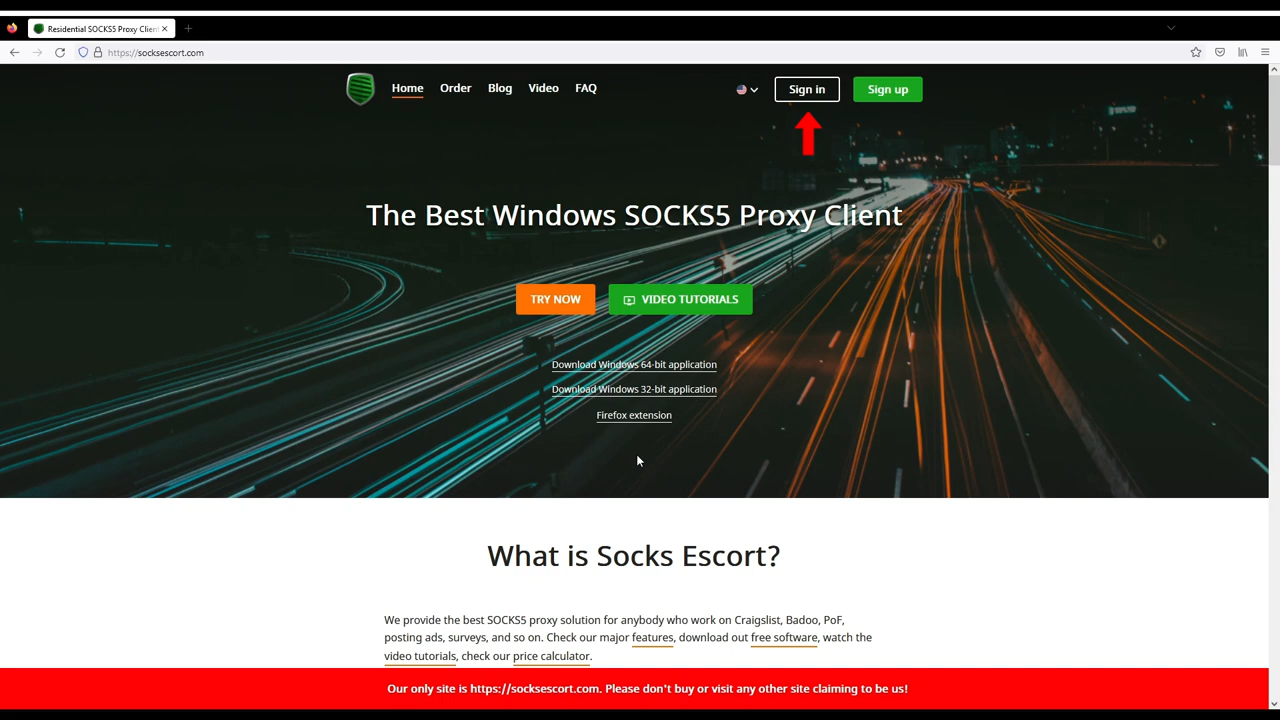 Residential SOCKS5 Proxy Clien
https://socksescort.com
Home Order Blog Video FAQ Sign in Sign up
The Best Windows SOCKS5 Proxy Client
TRY NOW VIDEO TUTORIALS
Download Windows 64-bit application
Download Windows 32-bit application
Firefox extension
What is Socks Escort?
We provide the best SOCKS5 proxy solution for anybody who work on Craigslist, Badoo, PoF,
posting ads, surveys, and so on. Check our major features, download out free software, watch the
video tutorials, check our price calculator.
Our only site is https://socksescort.com. Please don't buy or visit any other site claiming to be us!